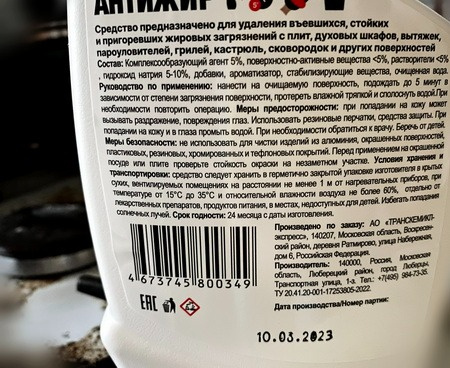 АНТИЖИР
Средство предназначено для удаления въевшихся, стойких
и пригоревших жировых загрязнений с плит, духовых шкафов, вытяжек,
пароуловителей, грилей, кастрюль, сковородок и других поверхностей
Состав: Комплексообразующий агент 5%, поверхностно-активные вещества <5%, растворители <5%
, гидроксид натрия 5-10%, добавки, ароматизатор, стабилизирующие вещества, очищенная вода.
Руководство по применению: нанести на очищаемую поверхность, подождать до 5 минут в
зависимости от степени загрязнения поверхности, протереть влажной тряпкой и сполоснуть водой. При
необходимости повторить операцию. Меры предосторожности: при попадании на кожу может
вызывать раздражение, повреждения глаз. Использовать резиновые перчатки, средства защиты. При
попадании на кожу и в глаза промыть водой. При необходимости обратиться к врачу. Беречь от детей.
Меры безопасности: не использовать для чистки изделий из алюминия, окрашенных поверхностей,
пластиковых, резиновых, хромированных и тефлоновых покрытий. Перед применением на окрашенной
посуде или плите проверьте стойкость окраски на незаметном участке. Условия хранения и
транспортировки: средство следует хранить в герметично закрытой упаковке изготовителя в крытых
сухих, вентилируемых помещениях на расстоянии не менее 1 м от нагревательных приборов, при
температуре от 15°C до 35°C и относительной влажности воздуха не более 60%, отдельно от
лекарственных препаратов, продуктов питания, в местах, недоступных для детей. Избегать попадания
солнечных лучей. Срок годности: 24 месяца с даты изготовления.
Произведено по заказу: АО «ТРАНСХЕМИКЛ-
экспресс», 140207, Московская область, Воскресен-
ский район, деревня Ратмирово, улица Набережная,
дом 6, Российская Федерация.
Производитель: 140000, Россия, Московская
область, Люберецкий район, город Люберцы,
Транспортная улица, 1-а. Тел.: +7(495) 984-73-35.
ТУ 20.41.20-001-17253805-2022.
Дата производства/Номер партии:
4 673745 800349
EAC
10.03.2023